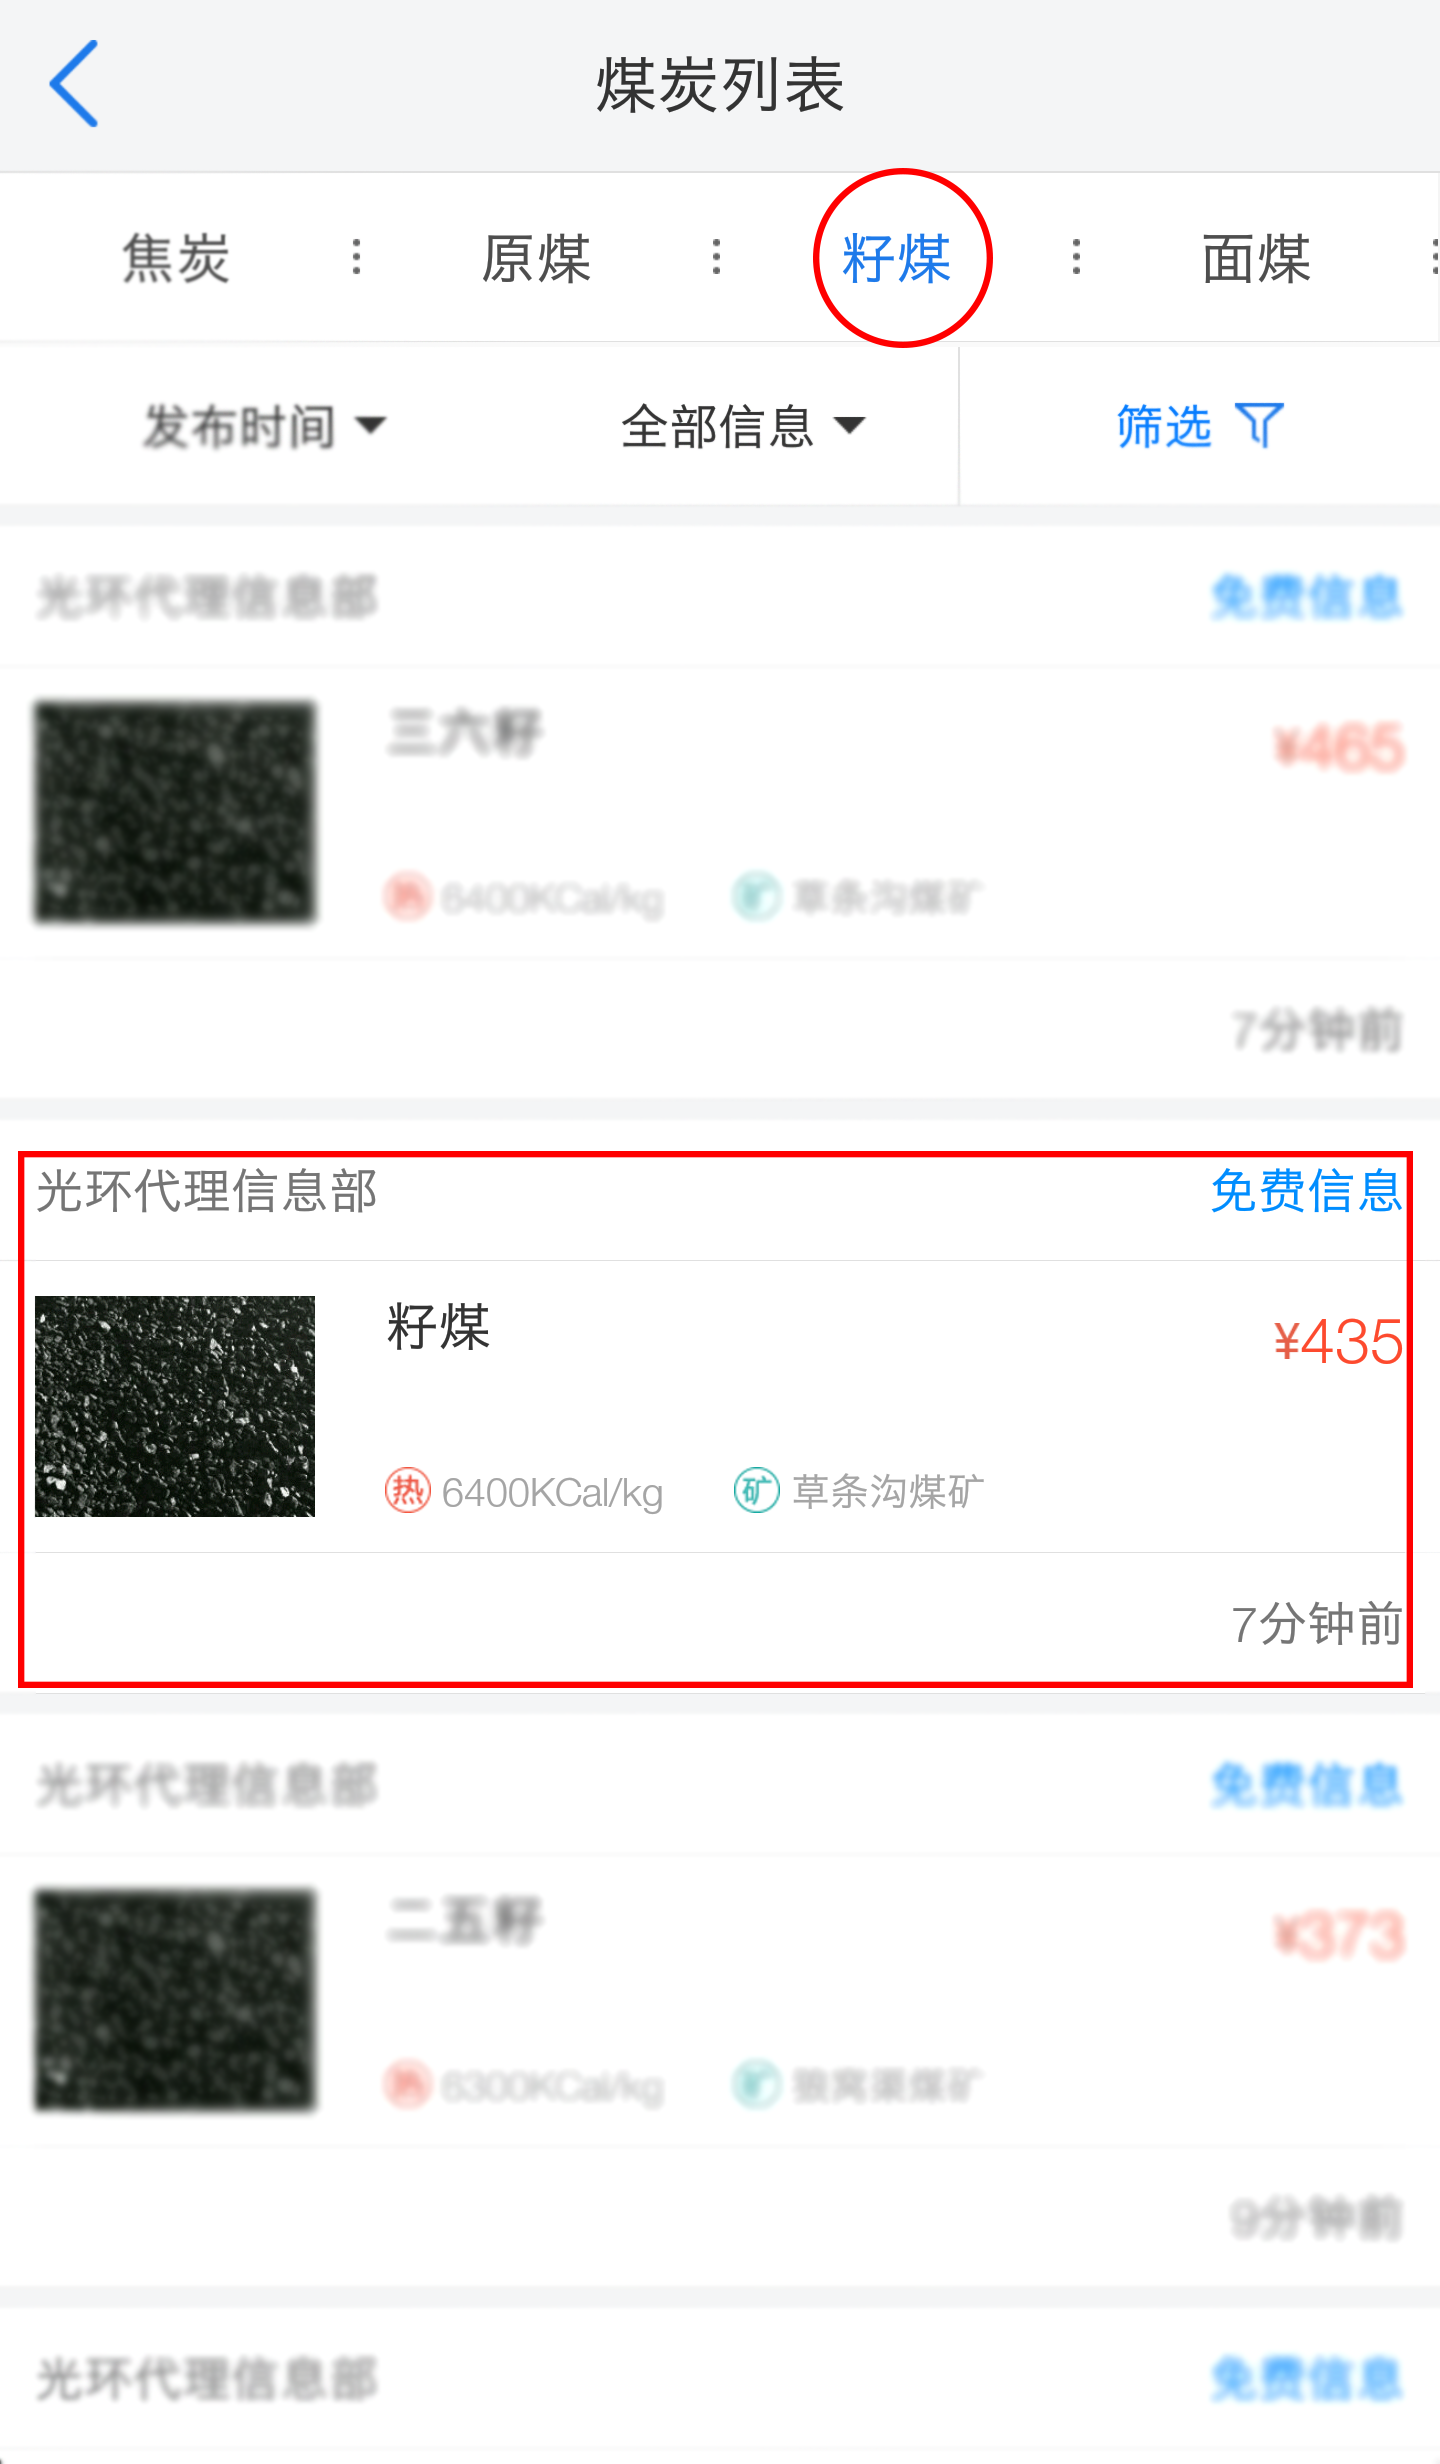 煤炭列表
焦炭 原煤 籽煤 面煤
发布时间 全部信息 筛选
光环代理信息部 免费信息
三六籽 ¥465
热 6400KCal/kg 矿 草条沟煤矿
7分钟前
光环代理信息部 免费信息
籽煤 ¥435
热 6400KCal/kg 矿 草条沟煤矿
7分钟前
光环代理信息部 免费信息
二五籽 ¥373
热 6300KCal/kg 矿 狼窝渠煤矿
9分钟前
光环代理信息部 免费信息